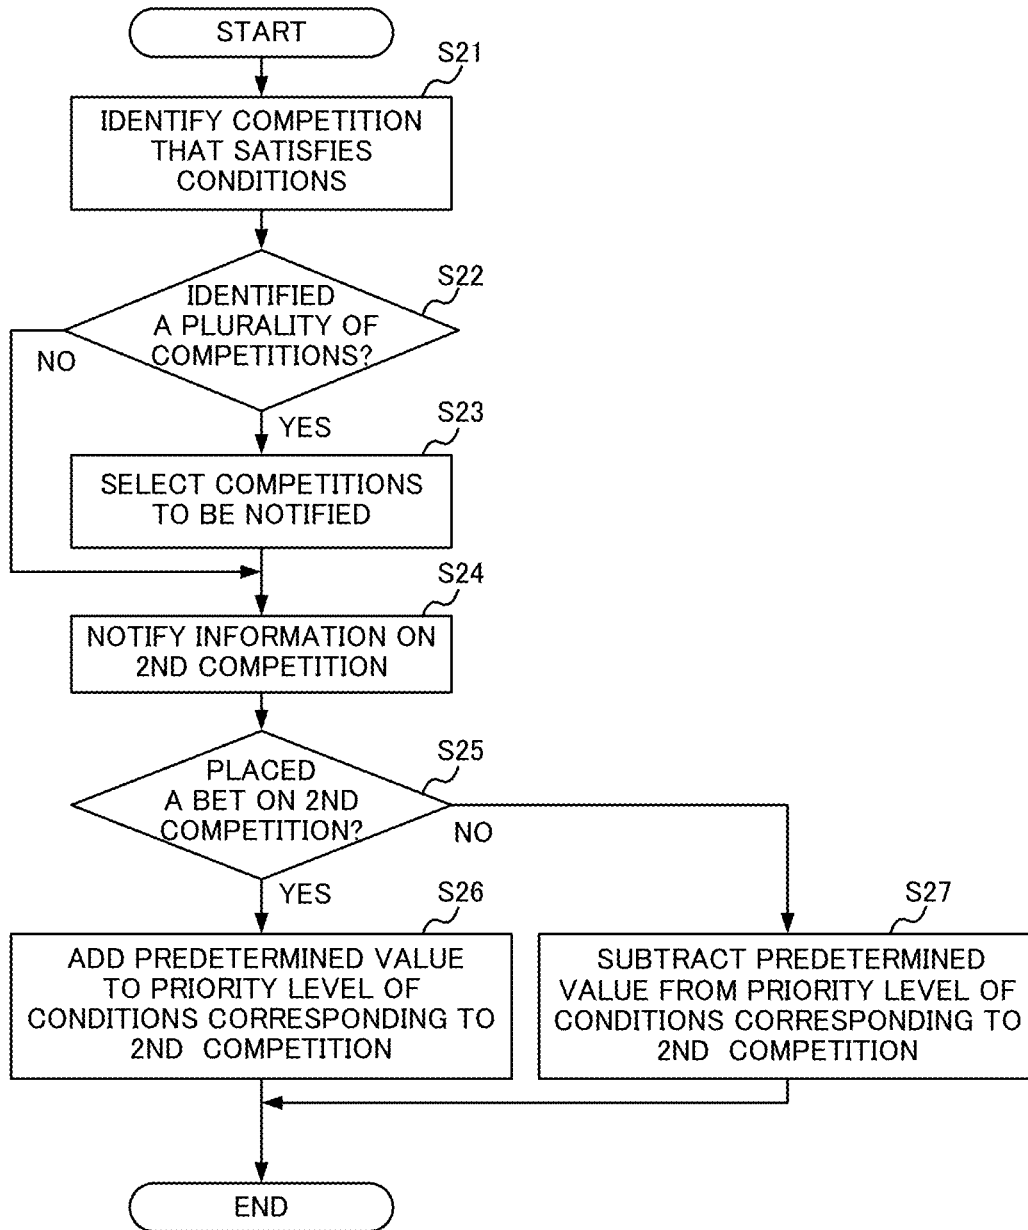 START
S21
IDENTIFY COMPETITION
THAT SATISFIES
CONDITIONS
S22
IDENTIFIED
A PLURALITY OF
COMPETITIONS?
NO
YES
S23
SELECT COMPETITIONS
TO BE NOTIFIED
S24
NOTIFY INFORMATION ON
2ND COMPETITION
S25
PLACED
A BET ON 2ND
COMPETITION?
NO
YES
S26
ADD PREDETERMINED VALUE
TO PRIORITY LEVEL OF
CONDITIONS CORRESPONDING TO
2ND COMPETITION
S27
SUBTRACT PREDETERMINED
VALUE FROM PRIORITY LEVEL OF
CONDITIONS CORRESPONDING TO
2ND COMPETITION
END